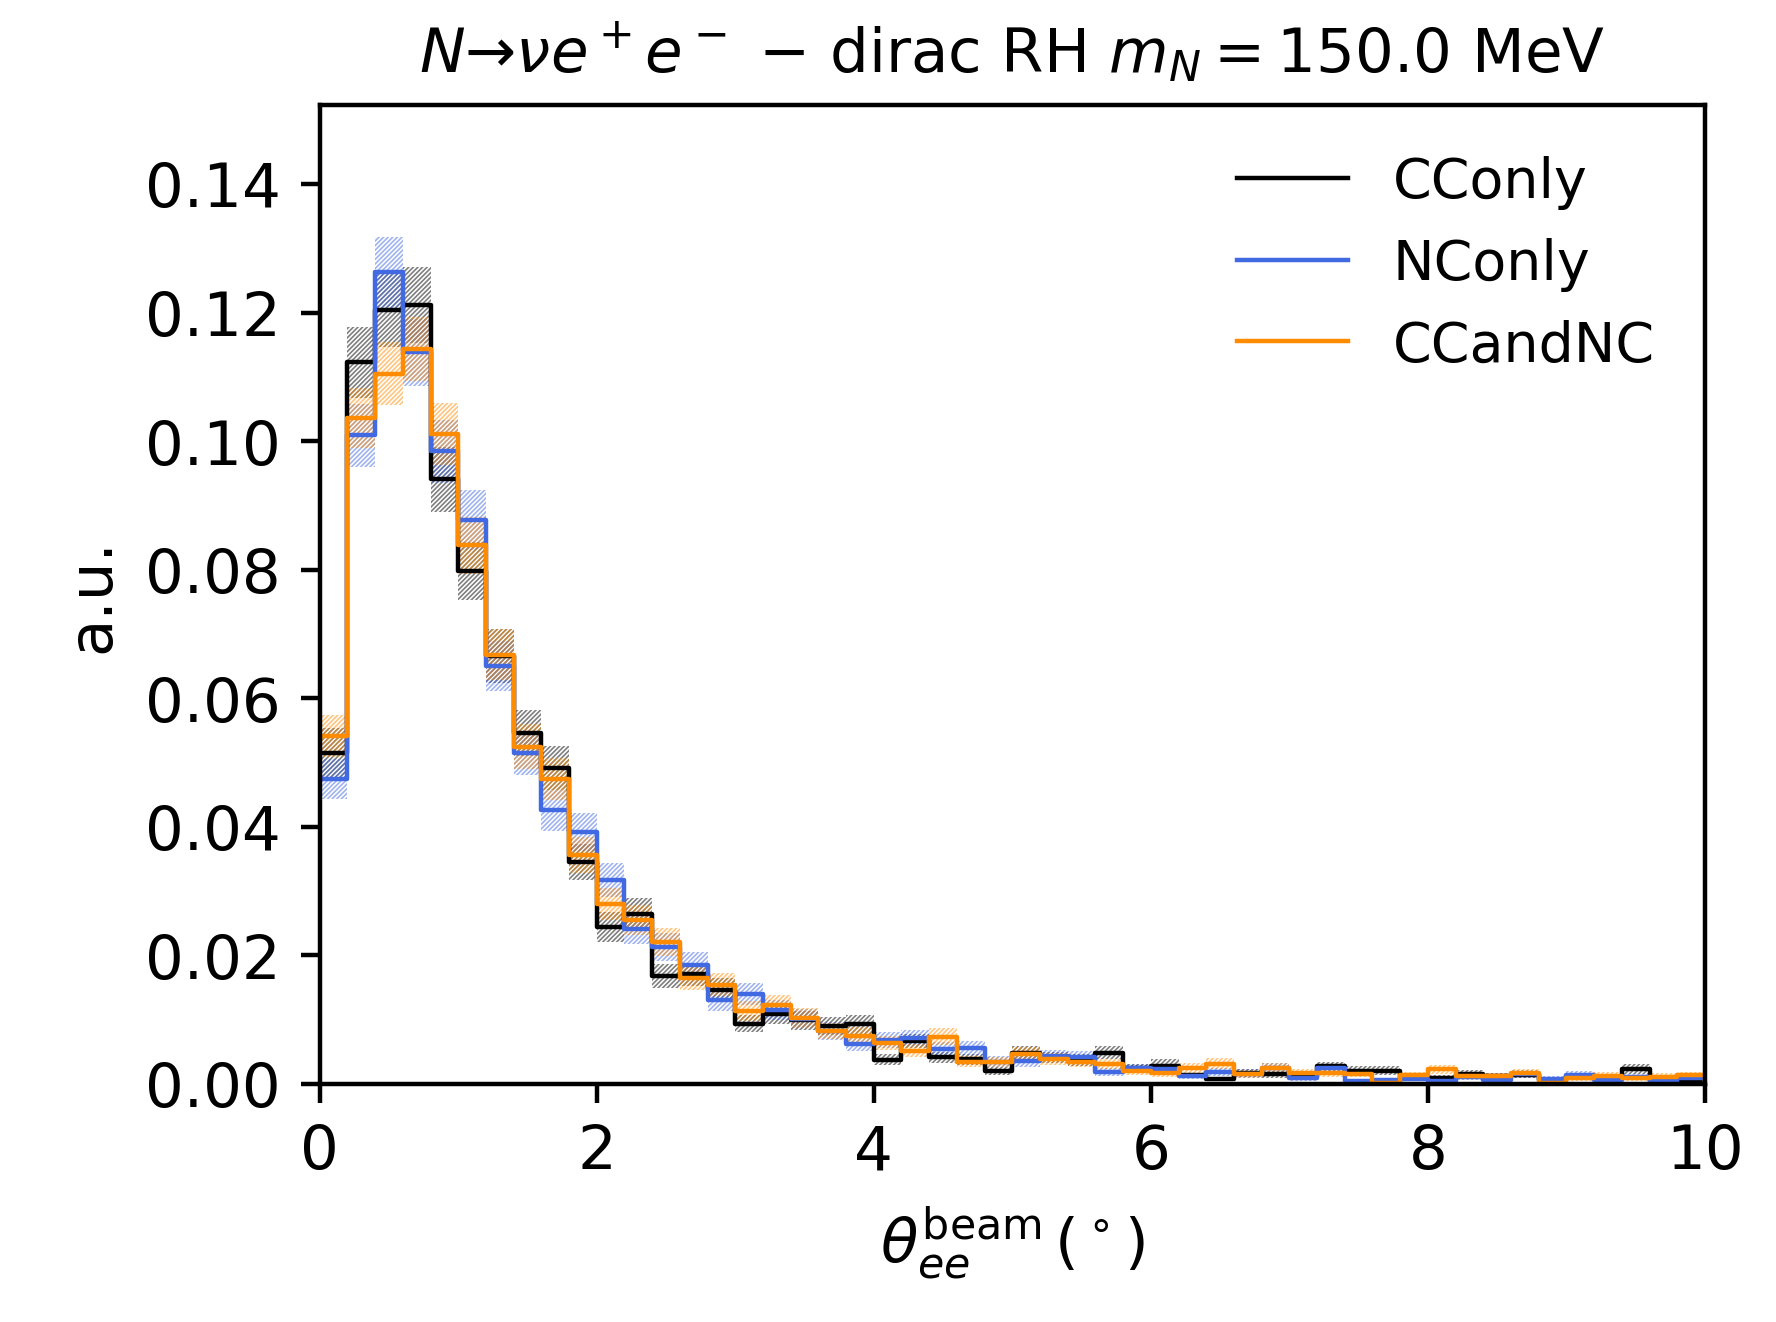 N→νe⁺e⁻ − dirac RH m_N = 150.0 MeV
CConly
NConly
CCandNC
0.14
0.12
0.10
0.08
0.06
0.04
0.02
0.00
a.u.
0 2 4 6 8 10
θ_ee^beam (°)